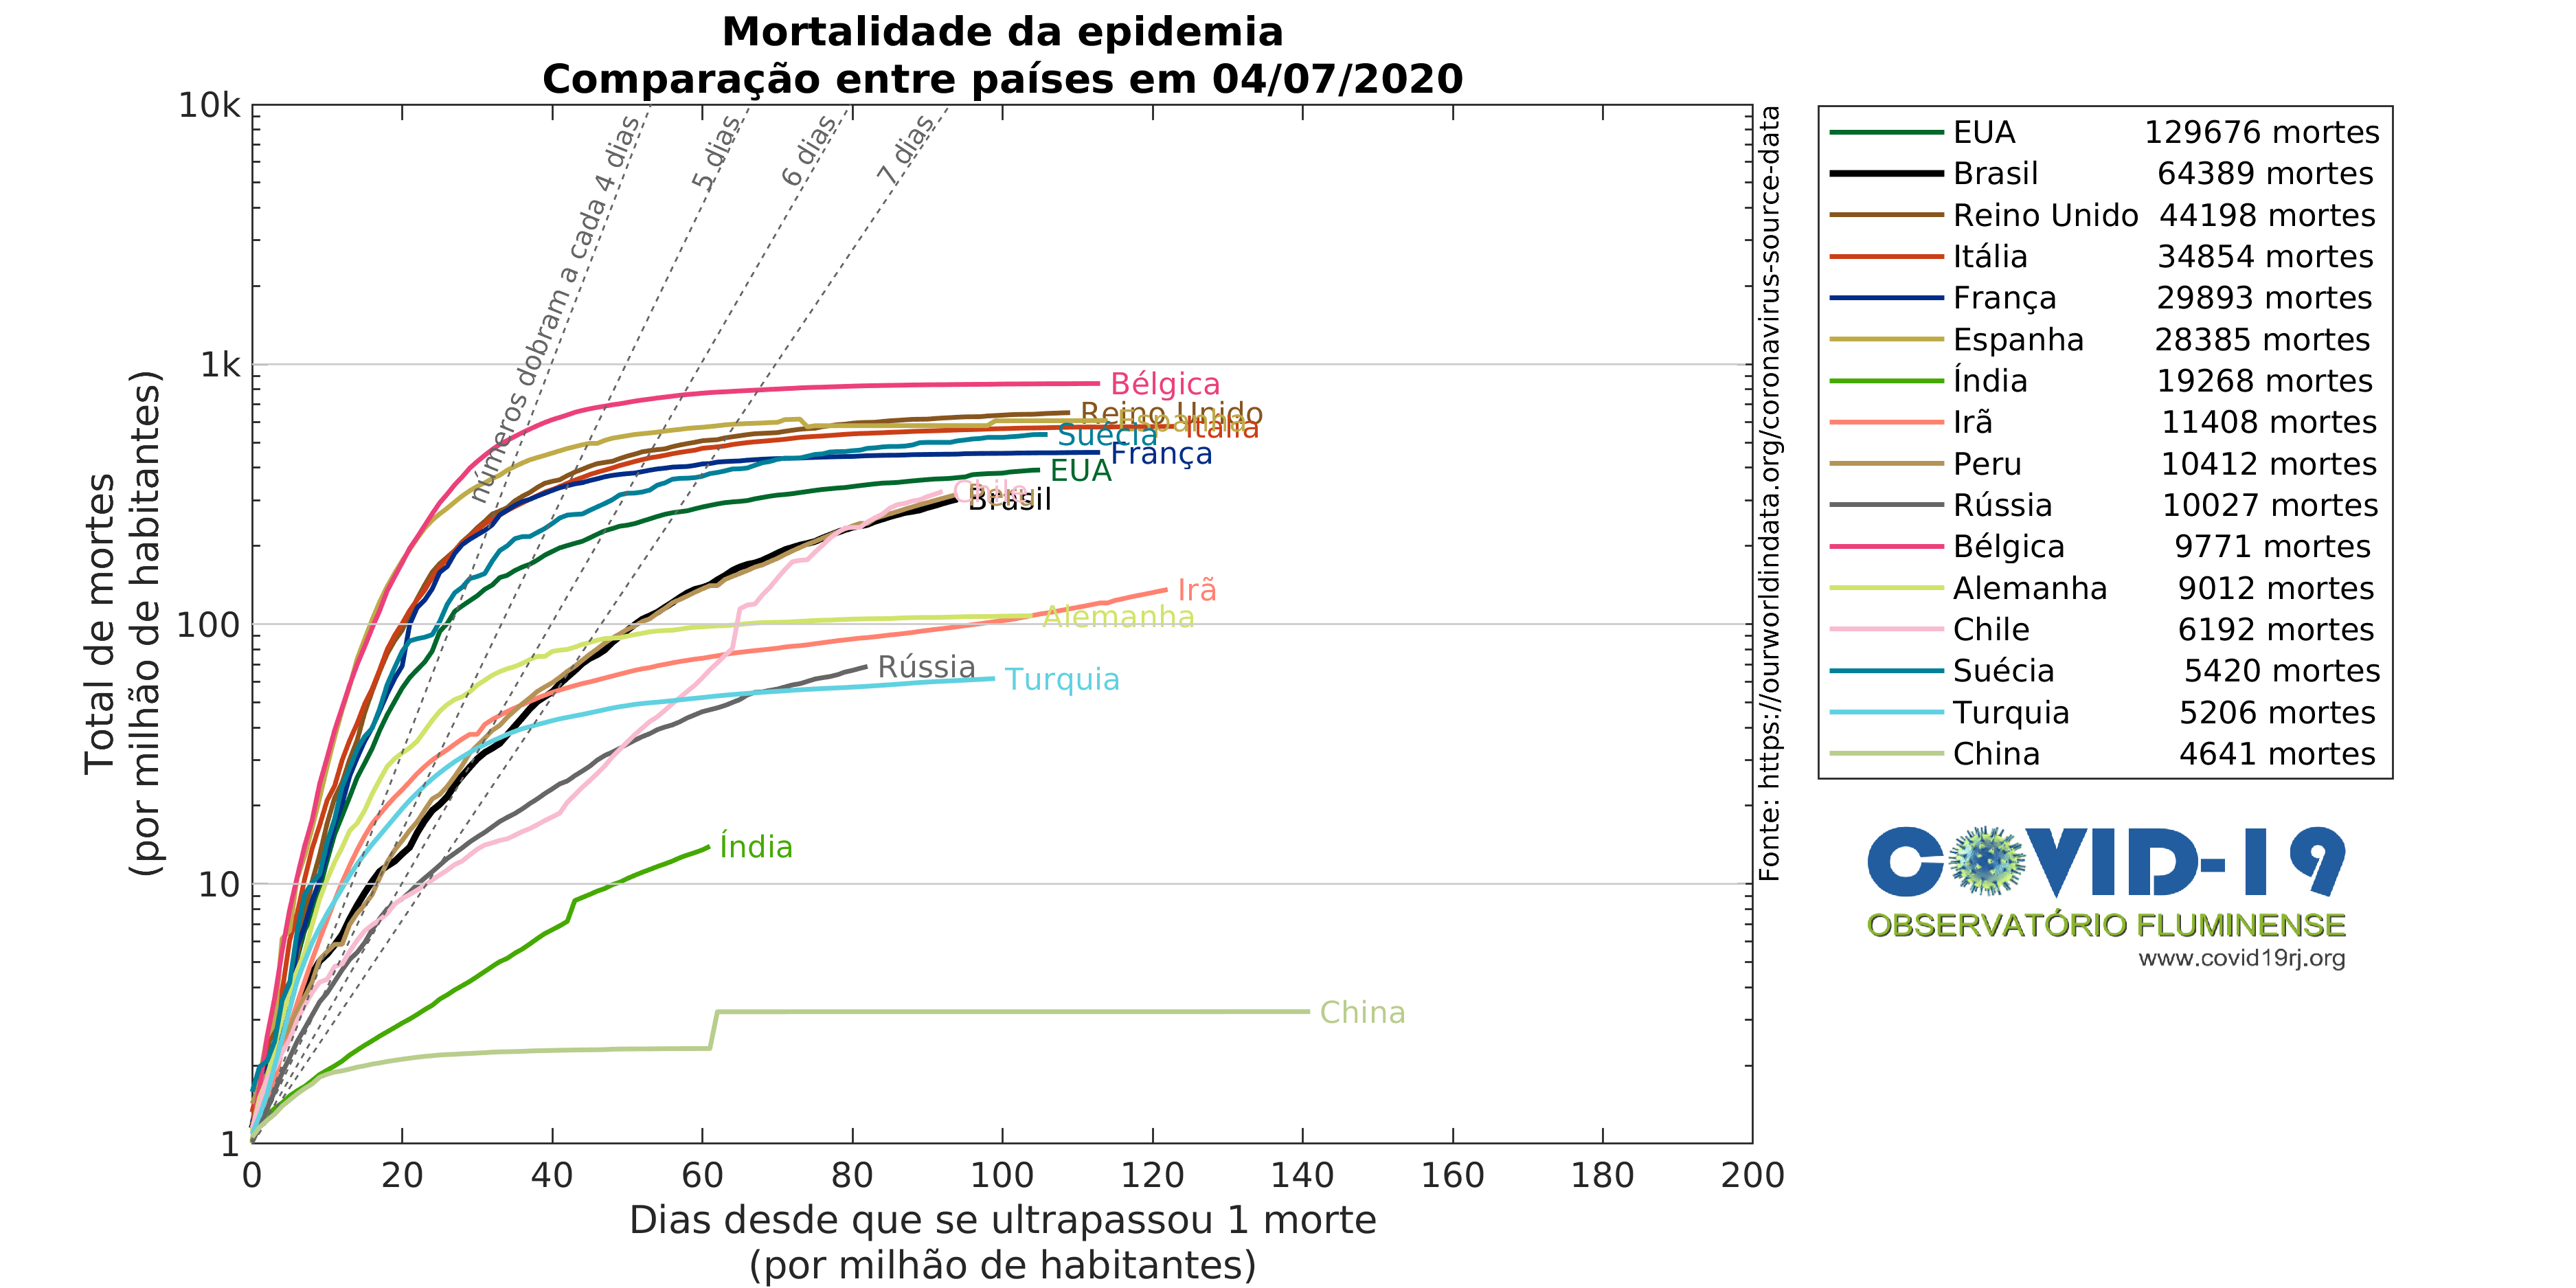 Mortalidade da epidemia
Comparação entre países em 04/07/2020
Total de mortes
(por milhão de habitantes)
10k
1k
100
10
1
números dobram a cada 4 dias
5 dias
6 dias
7 dias
Bélgica
Reino Unido
Espanha
Itália
Suécia
França
EUA
Chile
Peru
Brasil
Irã
Alemanha
Rússia
Turquia
Índia
China
0 20 40 60 80 100 120 140 160 180 200
Dias desde que se ultrapassou 1 morte
(por milhão de habitantes)
Fonte: https://ourworldindata.org/coronavirus-source-data
EUA 129676 mortes
Brasil 64389 mortes
Reino Unido 44198 mortes
Itália 34854 mortes
França 29893 mortes
Espanha 28385 mortes
Índia 19268 mortes
Irã 11408 mortes
Peru 10412 mortes
Rússia 10027 mortes
Bélgica 9771 mortes
Alemanha 9012 mortes
Chile 6192 mortes
Suécia 5420 mortes
Turquia 5206 mortes
China 4641 mortes
COVID-19
OBSERVATÓRIO FLUMINENSE
www.covid19rj.org